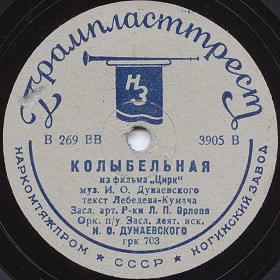 Грампласттрест
НЗ
В 269 ВВ 3905 В
КОЛЫБЕЛЬНАЯ
из фильма „Цирк"
муз. И. О. Дунаевского
текст Лебедева-Кумача
Засл. арт. Р-ки Л. П. Орлова
Орк. п/у Засл. деят. иск.
И. О. ДУНАЕВСКОГО
грк 703
НАРКОМТЯЖПРОМ ★ СССР ★ НОГИНСКИЙ ЗАВОД